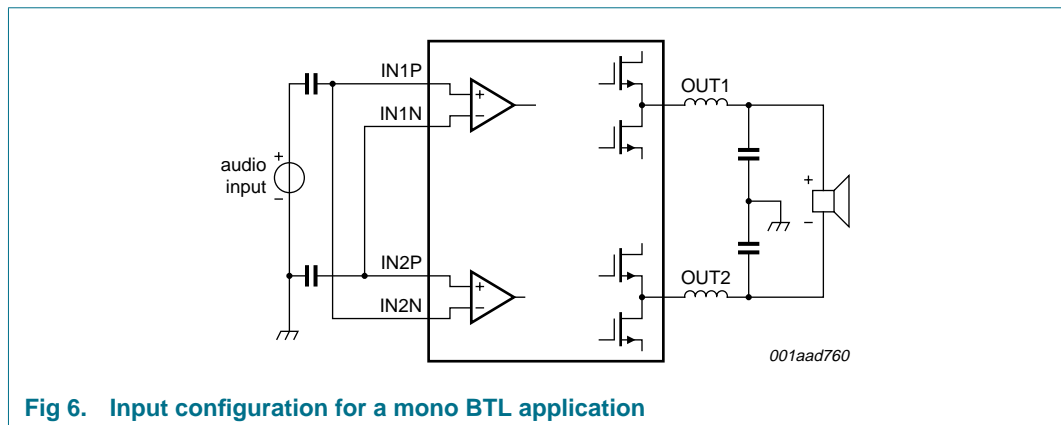 IN1P
IN1N
OUT1
+
−
audio
input
+
−
+
−
IN2P
IN2N
+
−
OUT2
001aad760
Fig 6. Input configuration for a mono BTL application